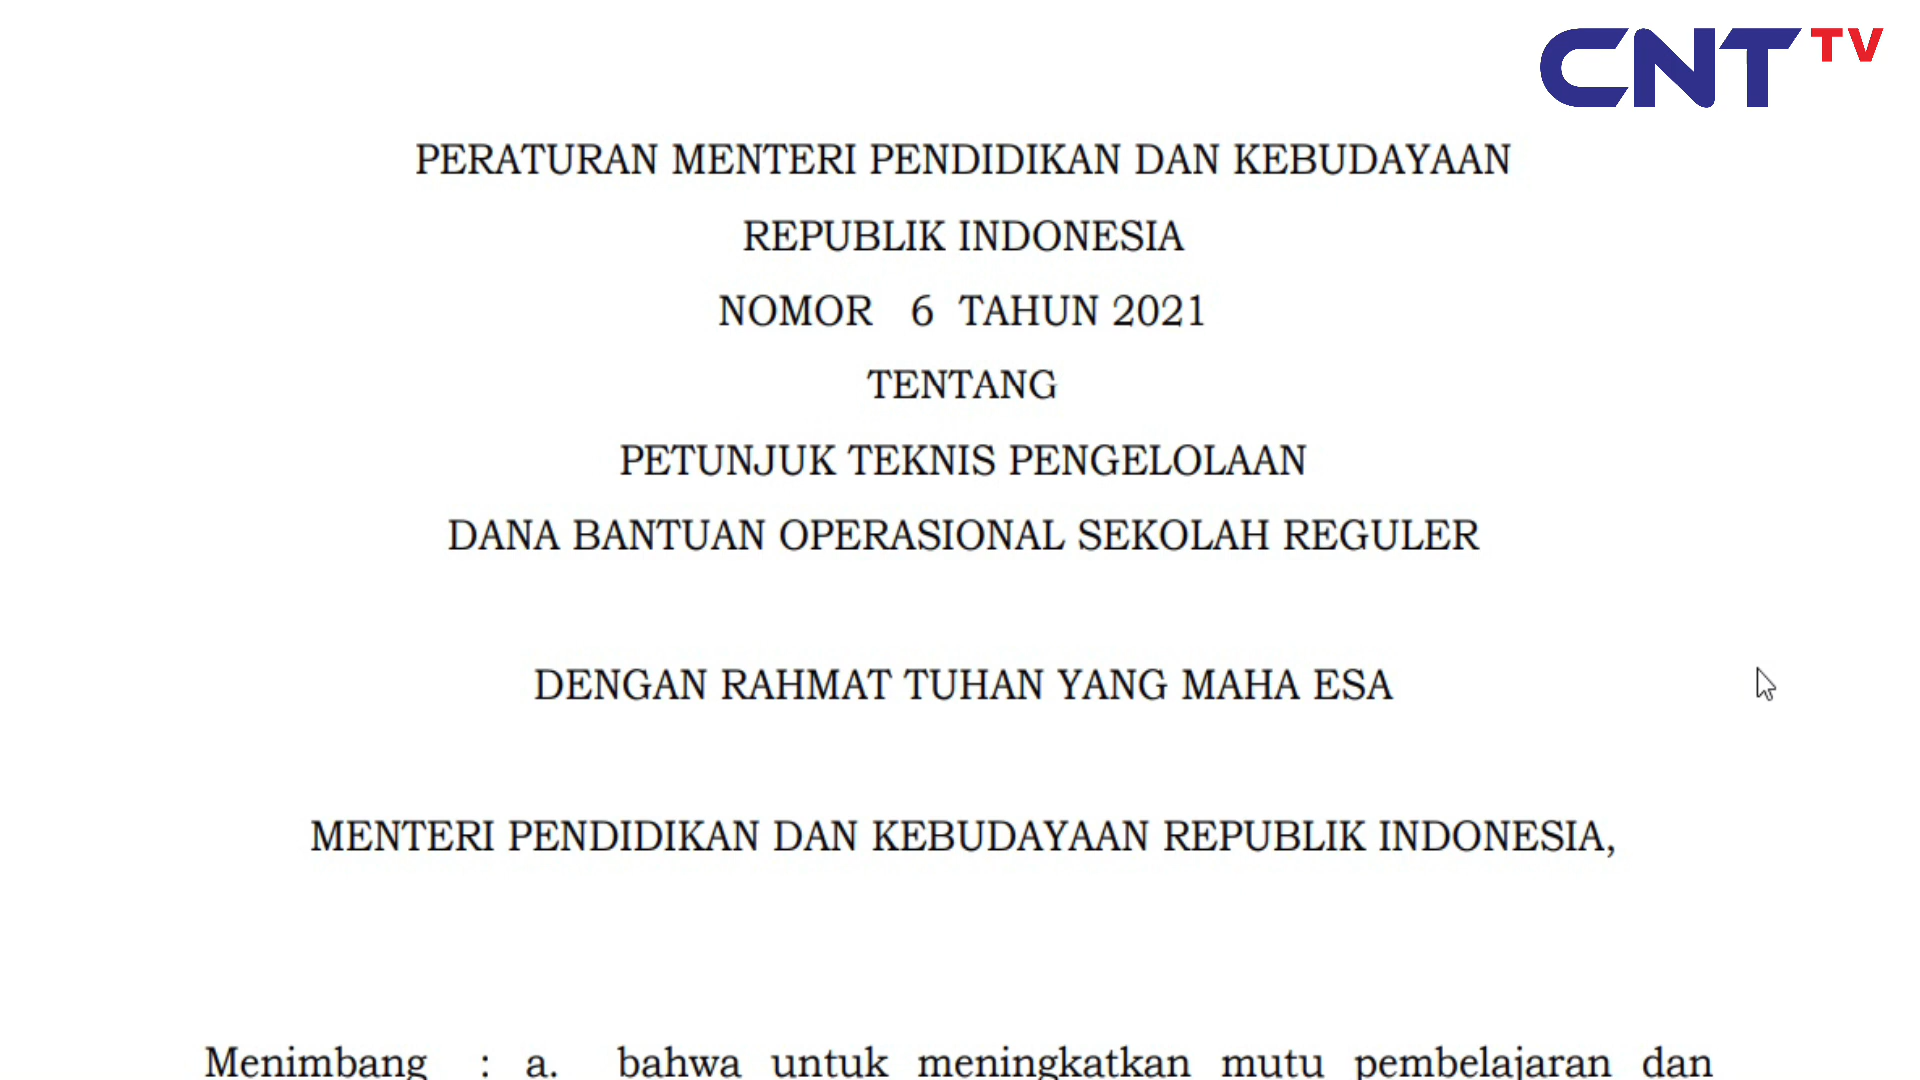 CNT TV
PERATURAN MENTERI PENDIDIKAN DAN KEBUDAYAAN
REPUBLIK INDONESIA
NOMOR 6 TAHUN 2021
TENTANG
PETUNJUK TEKNIS PENGELOLAAN
DANA BANTUAN OPERASIONAL SEKOLAH REGULER
DENGAN RAHMAT TUHAN YANG MAHA ESA
MENTERI PENDIDIKAN DAN KEBUDAYAAN REPUBLIK INDONESIA,
Menimbang : a. bahwa untuk meningkatkan mutu pembelajaran dan